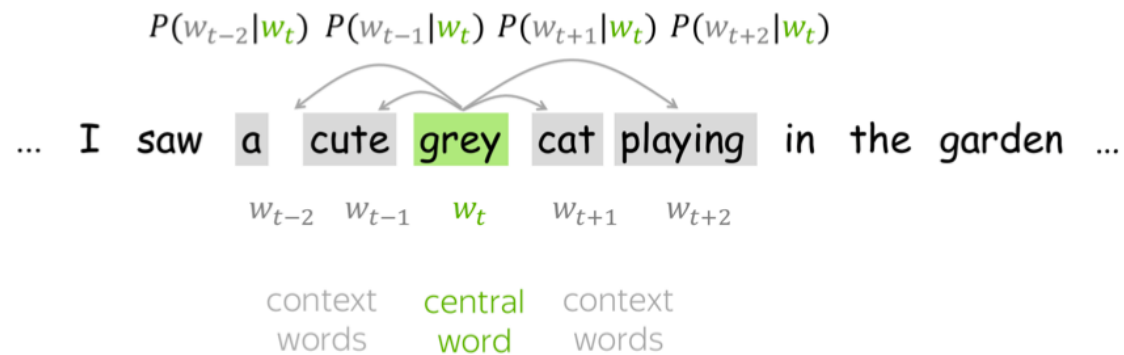 P(w_{t−2}|w_t) P(w_{t−1}|w_t) P(w_{t+1}|w_t) P(w_{t+2}|w_t)
... I saw a cute grey cat playing in the garden ...
w_{t−2} w_{t−1} w_t w_{t+1} w_{t+2}
context central context
words word words